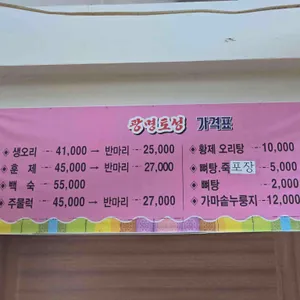 광명토성 가격표
생오리 - 41,000 → 반마리 - 25,000
훈 제 - 45,000 → 반마리 - 27,000
백 숙 - 55,000
주물럭 - 45,000 → 반마리 - 27,000
황제 오리탕 - 10,000
뼈탕.죽포장 - 5,000
뼈탕 - 2,000
가마솥누룽지 - 12,000